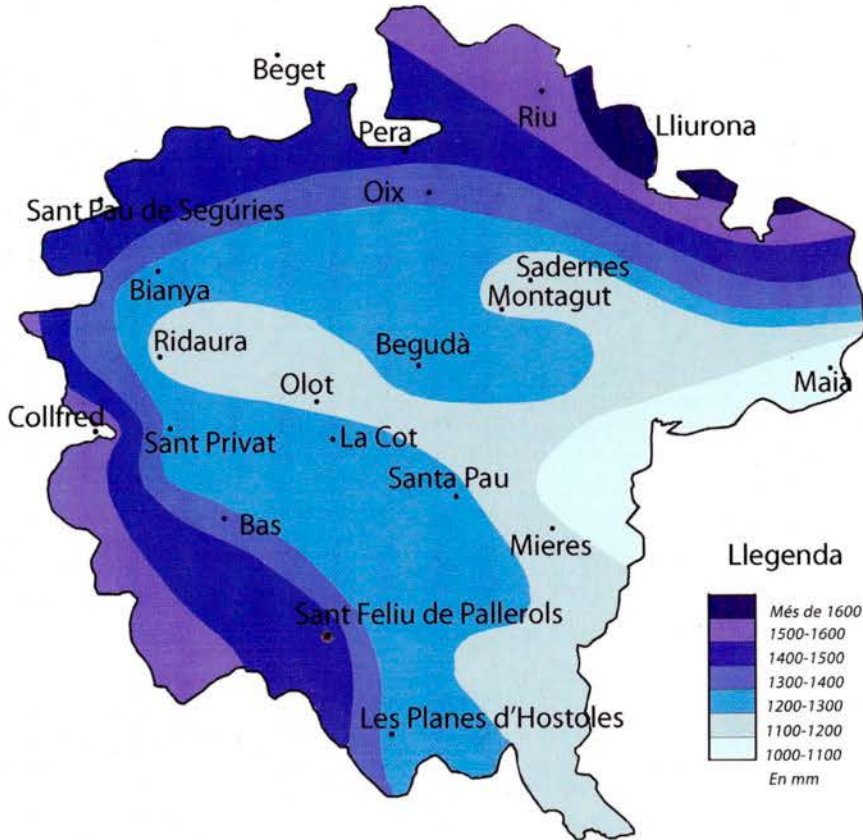 Beget
Riu
Lliurona
Pera
Oix
Sant Pau de Segúries
Sadernes
Bianya
Montagut
Ridaura
Begudà
Maia
Olot
Collfred
Sant Privat
La Cot
Santa Pau
Bas
Mieres
Llegenda
Més de 1600
1500-1600
1400-1500
1300-1400
1200-1300
1100-1200
1000-1100
En mm
Sant Feliu de Pallerols
Les Planes d'Hostoles